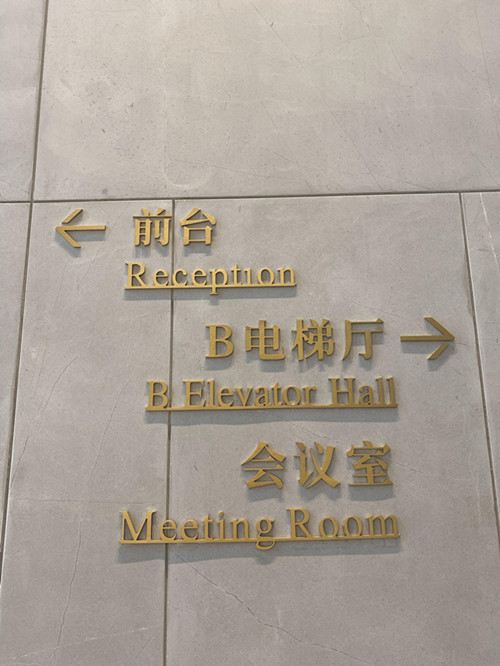 ← 前台
Reception
B电梯厅 →
B Elevator Hall
会议室
Meeting Room